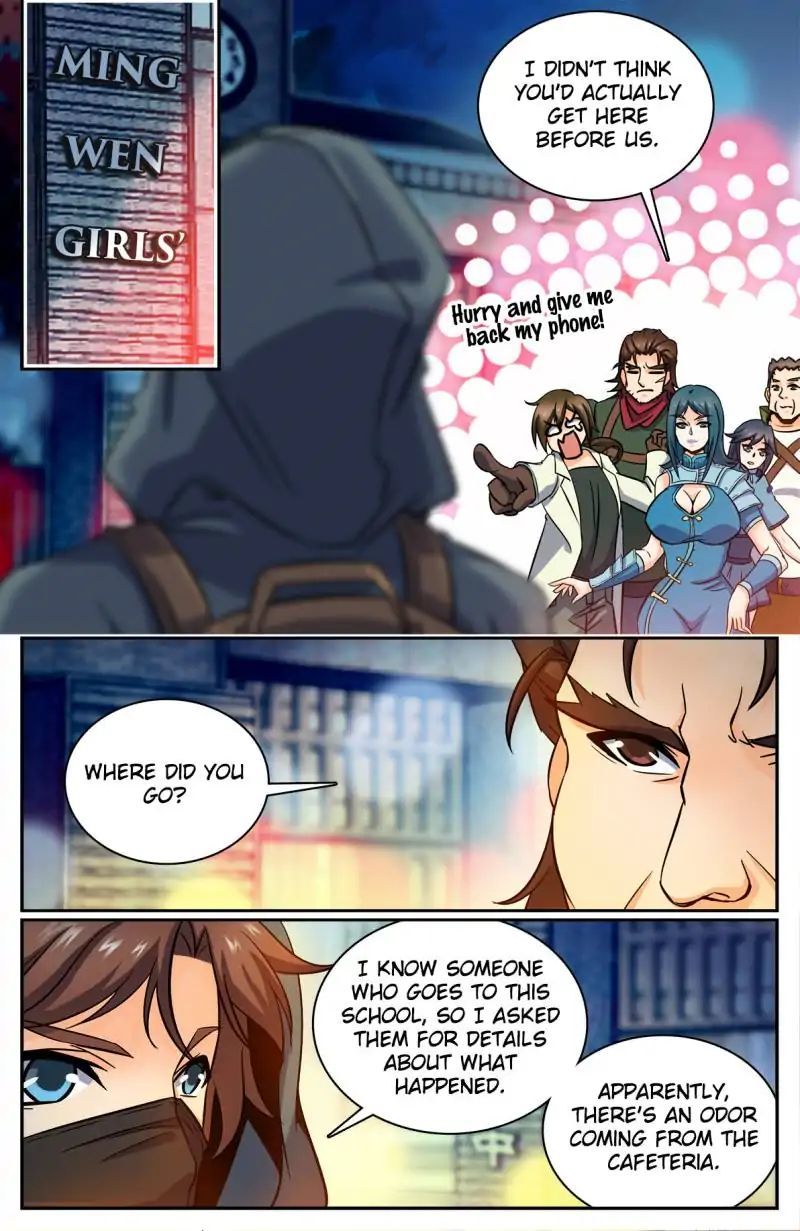 MING
WEN
GIRLS'
I DIDN'T THINK
YOU'D ACTUALLY
GET HERE
BEFORE US.
Hurry and give me
back my phone!
WHERE DID YOU
GO?
I KNOW SOMEONE
WHO GOES TO THIS
SCHOOL, SO I ASKED
THEM FOR DETAILS
ABOUT WHAT
HAPPENED.
APPARENTLY,
THERE'S AN ODOR
COMING FROM THE
CAFETERIA.
中